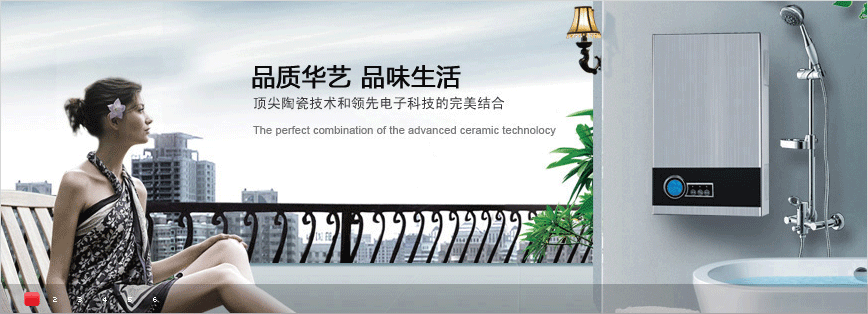 品质华艺 品味生活
顶尖陶瓷技术和领先电子科技的完美结合
The perfect combination of the advanced ceramic technolocy
2 3 4 5 6